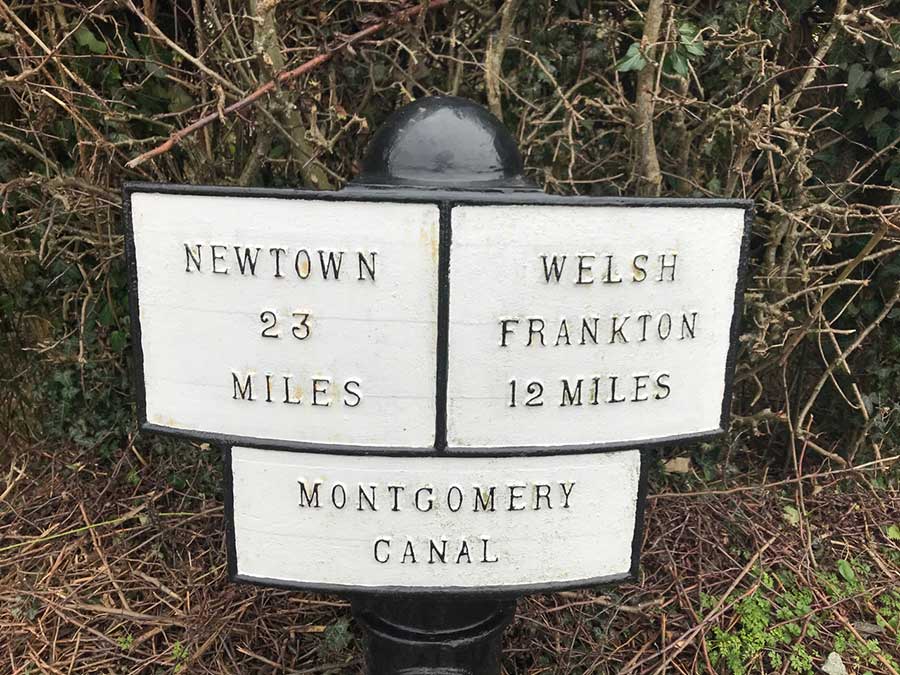 NEWTOWN
23
MILES
WELSH
FRANKTON
12 MILES
MONTGOMERY
CANAL